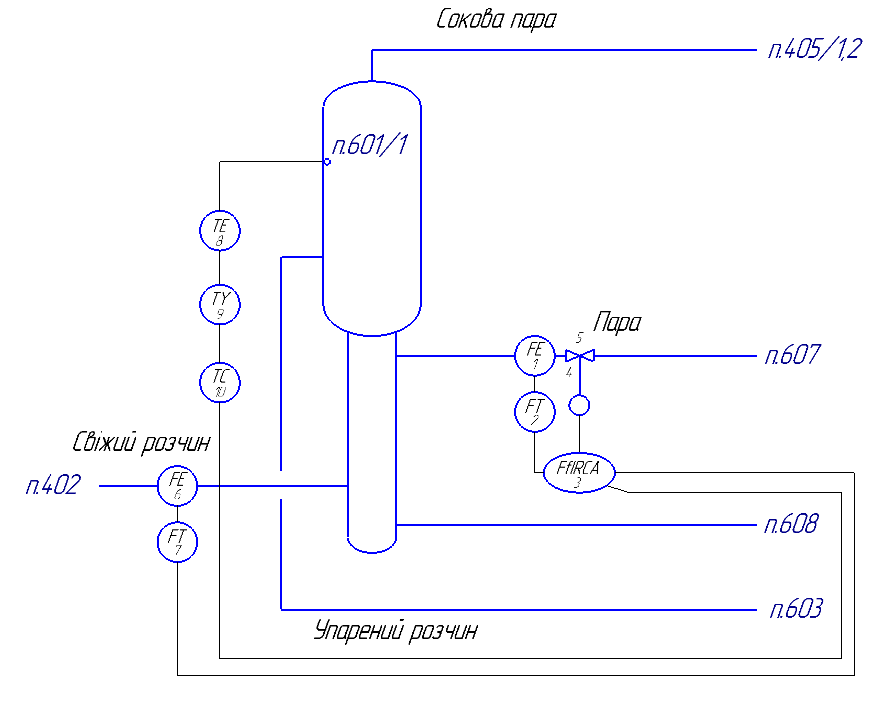 Сокова пара
п.405/1,2
п.601/1
TE
8
TY
9
Пара
5
FE
1
4
п.607
TC
10
FT
2
Свіжий розчин
п.402
FE
6
FfIRCA
3
FT
7
п.608
п.603
Упарений розчин